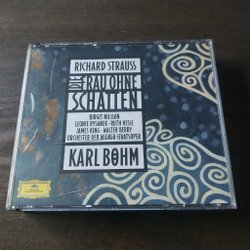 RICHARD STRAUSS
DIE
FRAU OHNE
SCHATTEN
BIRGIT NILSSON
LEONIE RYSANEK · RUTH HESSE
JAMES KING · WALTER BERRY
ORCHESTER DER WIENER STAATSOPER
KARL BÖHM